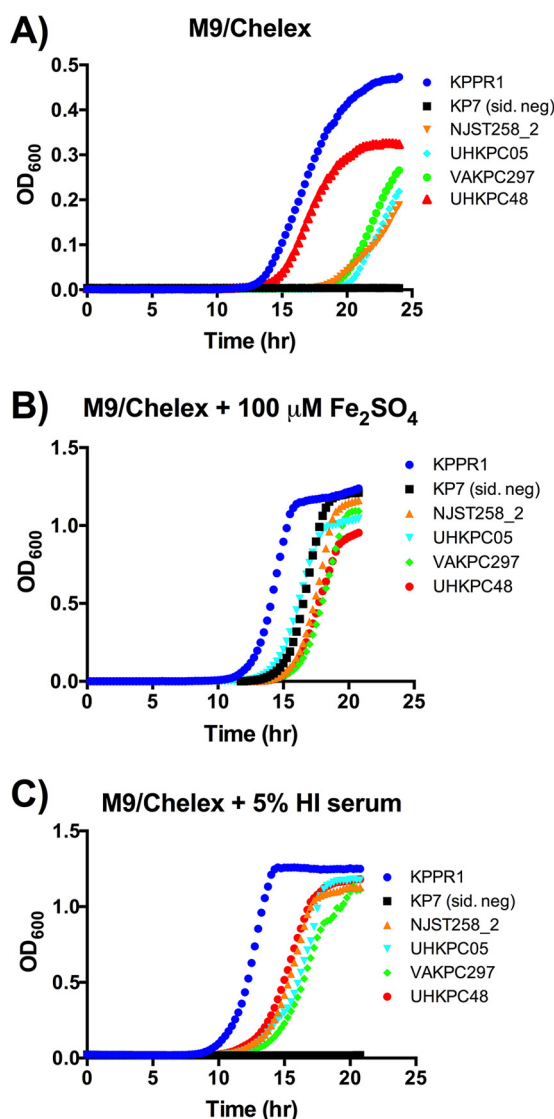 A)
M9/Chelex
OD600
0.5
0.4
0.3
0.2
0.1
0.0
0 5 10 15 20 25
Time (hr)
KPPR1
KP7 (sid. neg)
NJST258_2
UHKPC05
VAKPC297
UHKPC48
B)
M9/Chelex + 100 μM Fe2SO4
OD600
1.5
1.0
0.5
0.0
0 5 10 15 20 25
Time (hr)
KPPR1
KP7 (sid. neg)
NJST258_2
UHKPC05
VAKPC297
UHKPC48
C)
M9/Chelex + 5% HI serum
OD600
1.5
1.0
0.5
0.0
0 5 10 15 20 25
Time (hr)
KPPR1
KP7 (sid. neg)
NJST258_2
UHKPC05
VAKPC297
UHKPC48